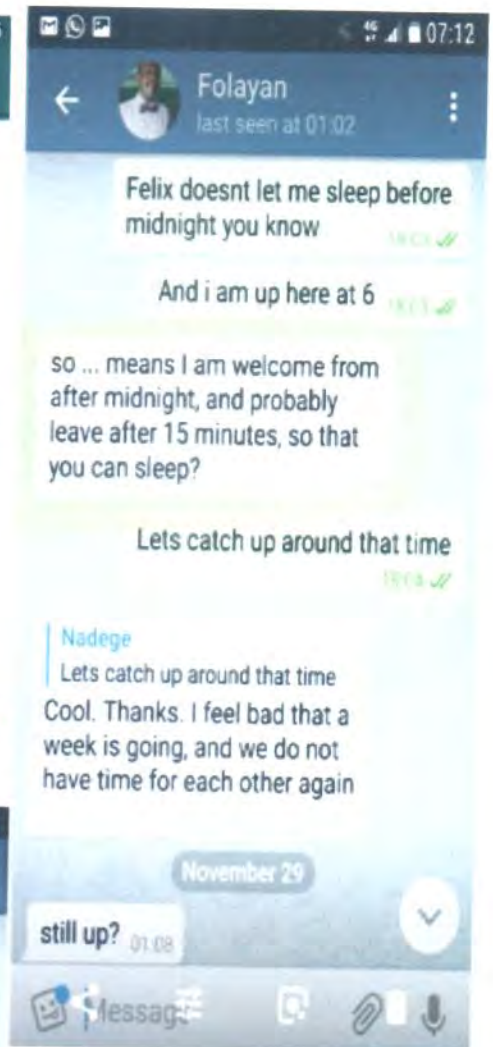 07:12
Folayan
last seen at 01:02
Felix doesnt let me sleep before
midnight you know
And i am up here at 6
so ... means I am welcome from
after midnight, and probably
leave after 15 minutes, so that
you can sleep?
Lets catch up around that time
Nadege
Lets catch up around that time
Cool. Thanks. I feel bad that a
week is going, and we do not
have time for each other again
November 29
still up? 01:08
Message